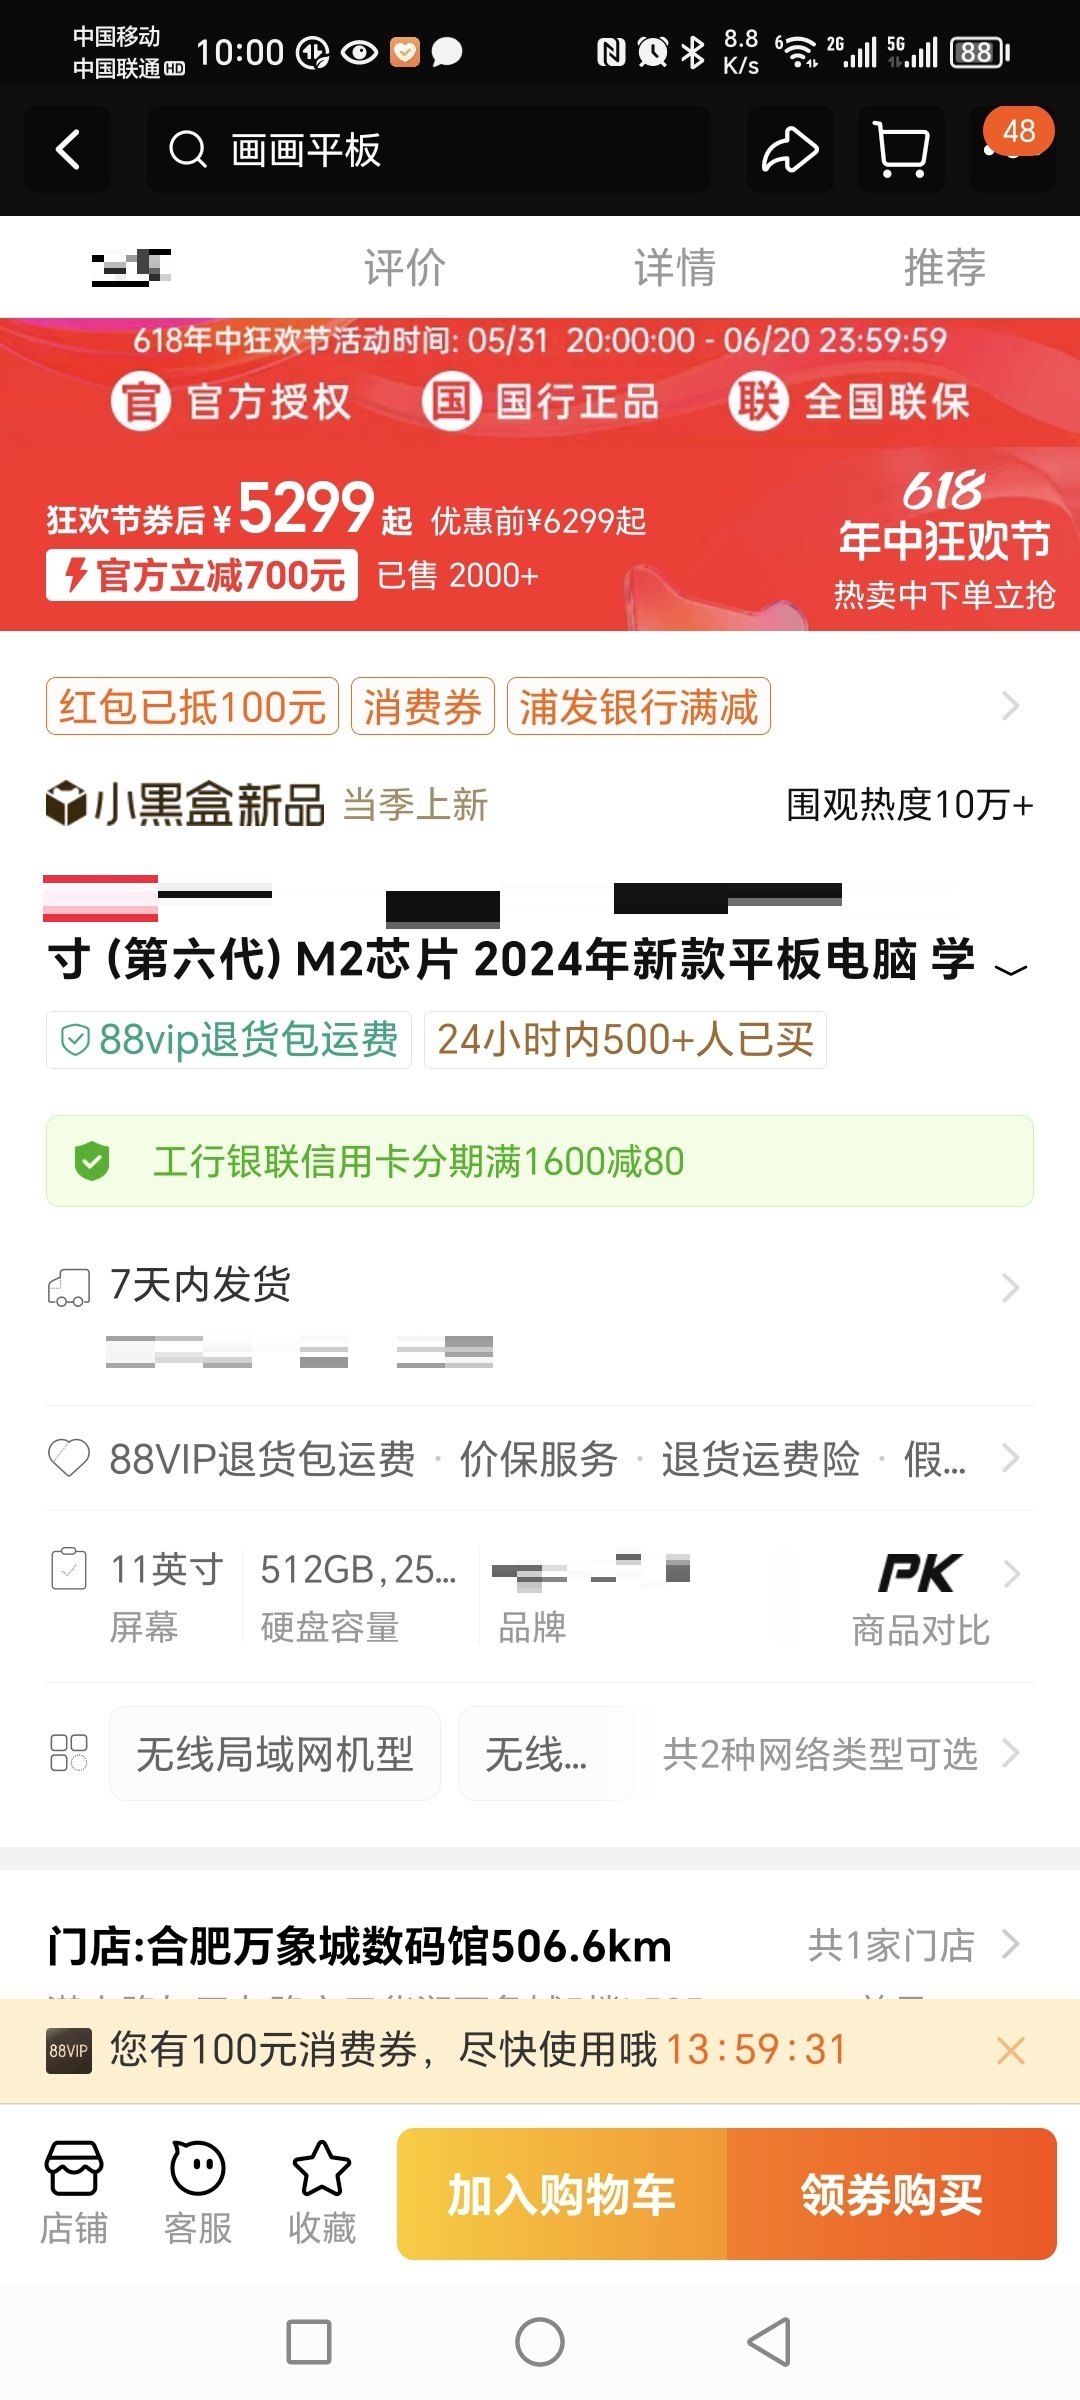 中国移动
中国联通HD
10:00
8.8
K/s
6
2G
5G
88
画画平板
48
评价
详情
推荐
618年中狂欢节活动时间: 05/31 20:00:00 - 06/20 23:59:59
官 官方授权
国 国行正品
联 全国联保
狂欢节券后¥5299起 优惠前¥6299起
官方立减700元 已售 2000+
618
年中狂欢节
热卖中下单立抢
红包已抵100元
消费券
浦发银行满减
小黑盒新品 当季上新
围观热度10万+
寸 (第六代) M2芯片 2024年新款平板电脑 学
88vip退货包运费
24小时内500+人已买
工行银联信用卡分期满1600减80
7天内发货
88VIP退货包运费 · 价保服务 · 退货运费险 · 假...
11英寸
屏幕
512GB,25...
硬盘容量
品牌
PK
商品对比
无线局域网机型
无线...
共2种网络类型可选
门店:合肥万象城数码馆506.6km
共1家门店
88VIP
您有100元消费券，尽快使用哦 13:59:31
店铺
客服
收藏
加入购物车
领券购买